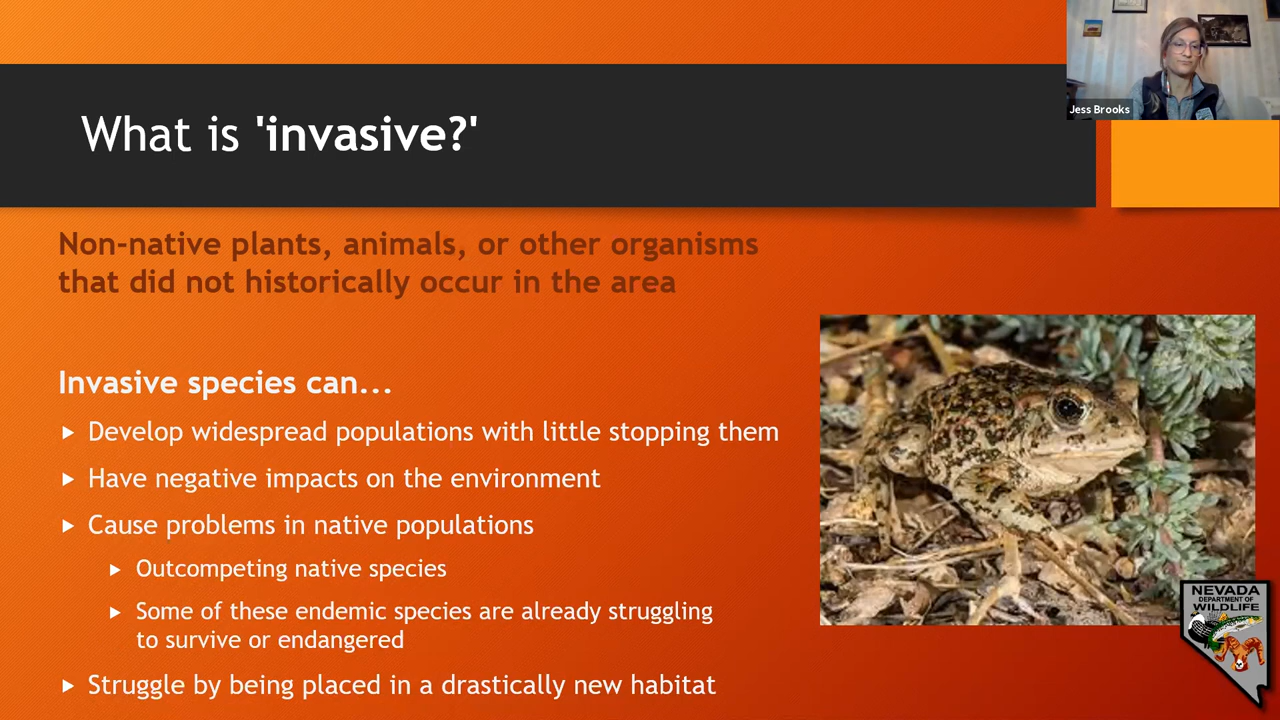 Jess Brooks
What is 'invasive?'
Non-native plants, animals, or other organisms
that did not historically occur in the area
Invasive species can...
Develop widespread populations with little stopping them
Have negative impacts on the environment
Cause problems in native populations
Outcompeting native species
Some of these endemic species are already struggling
to survive or endangered
Struggle by being placed in a drastically new habitat
NEVADA
DEPARTMENT OF
WILDLIFE